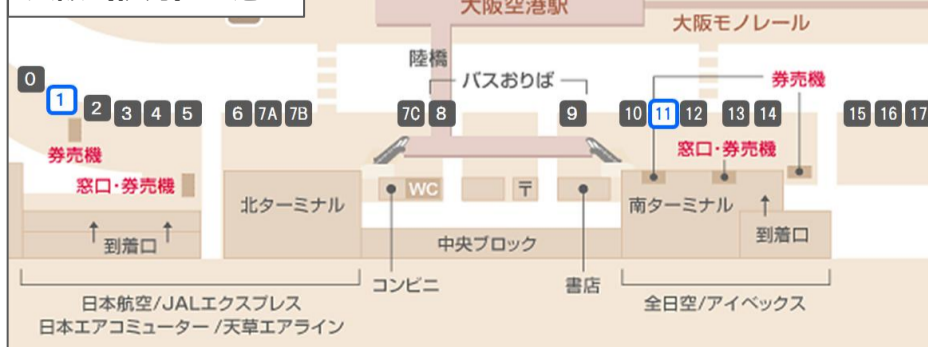 大阪空港駅
大阪モノレール
陸橋
バスおりば
券売機
0
1
2
3
4
5
6
7A
7B
7C
8
9
10
11
12
13
14
15
16
17
券売機
窓口・券売機
窓口・券売機
WC
〒
北ターミナル
南ターミナル
到着口
中央ブロック
到着口
コンビニ
書店
日本航空/JALエクスプレス
日本エアコミューター/天草エアライン
全日空/アイベックス